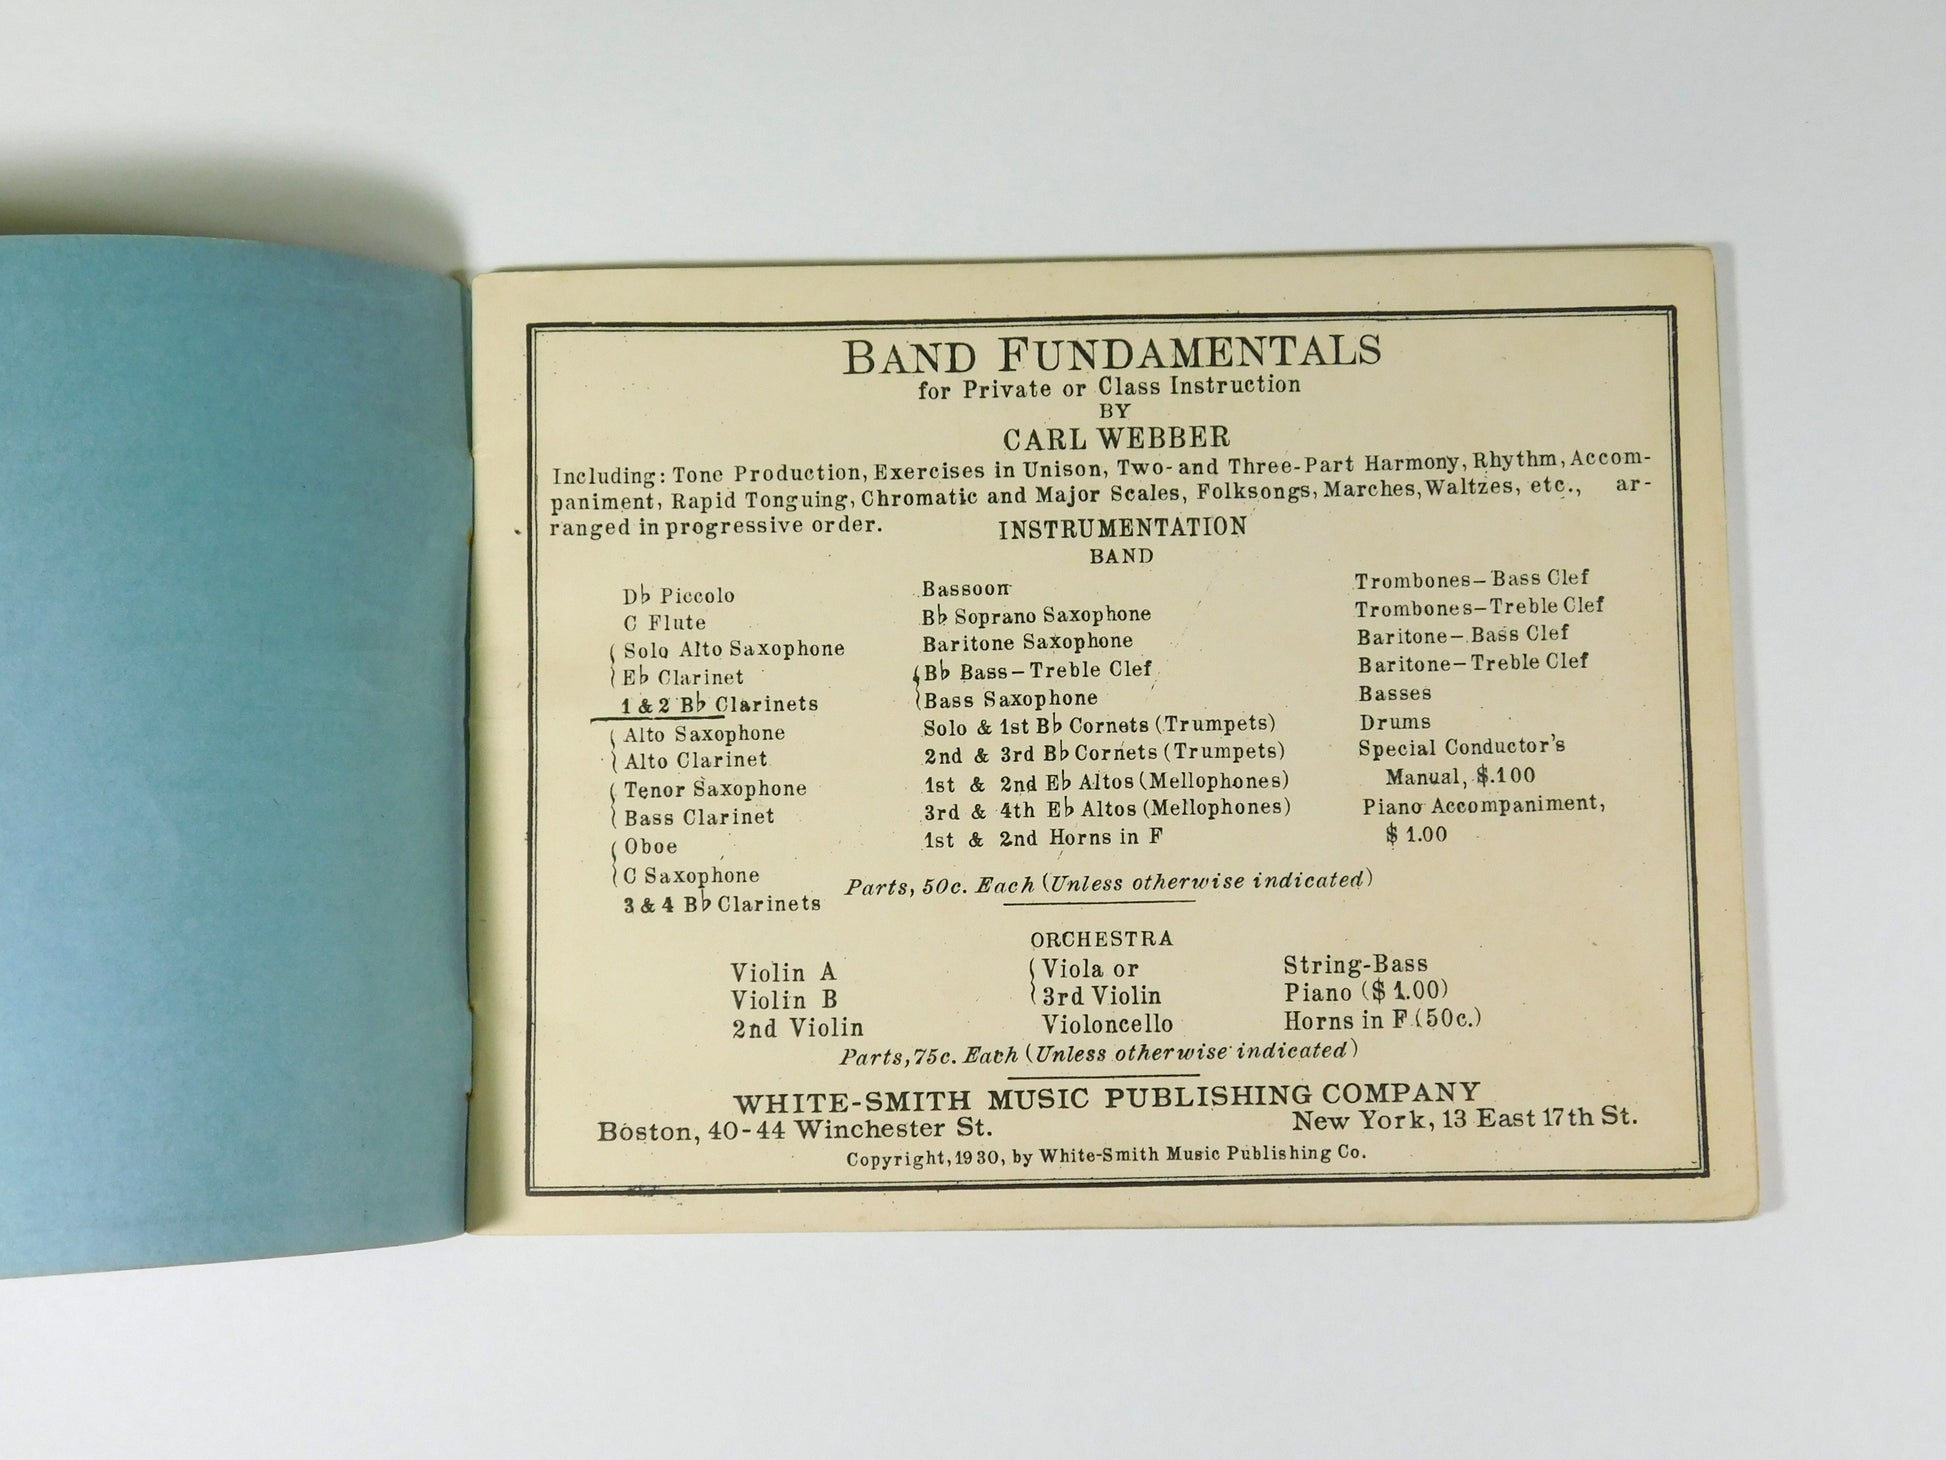 BAND FUNDAMENTALS
for Private or Class Instruction
BY
CARL WEBBER
Including: Tone Production, Exercises in Unison, Two- and Three-Part Harmony, Rhythm, Accom-
paniment, Rapid Tonguing, Chromatic and Major Scales, Folksongs, Marches, Waltzes, etc., ar-
ranged in progressive order.
INSTRUMENTATION
BAND
D♭ Piccolo
C Flute
Solo Alto Saxophone
E♭ Clarinet
1 & 2 B♭ Clarinets
Alto Saxophone
Alto Clarinet
Tenor Saxophone
Bass Clarinet
Oboe
C Saxophone
3 & 4 B♭ Clarinets
Bassoon
B♭ Soprano Saxophone
Baritone Saxophone
B♭ Bass–Treble Clef
Bass Saxophone
Solo & 1st B♭ Cornets (Trumpets)
2nd & 3rd B♭ Cornets (Trumpets)
1st & 2nd E♭ Altos (Mellophones)
3rd & 4th E♭ Altos (Mellophones)
1st & 2nd Horns in F
Trombones–Bass Clef
Trombones–Treble Clef
Baritone–Bass Clef
Baritone–Treble Clef
Basses
Drums
Special Conductor's
Manual, $.100
Piano Accompaniment,
$ 1.00
Parts, 50c. Each (Unless otherwise indicated)
ORCHESTRA
Violin A
Violin B
2nd Violin
Viola or
3rd Violin
Violoncello
String-Bass
Piano ($ 1.00)
Horns in F (50c.)
Parts, 75c. Each (Unless otherwise indicated)
WHITE-SMITH MUSIC PUBLISHING COMPANY
Boston, 40-44 Winchester St. New York, 13 East 17th St.
Copyright, 1930, by White-Smith Music Publishing Co.